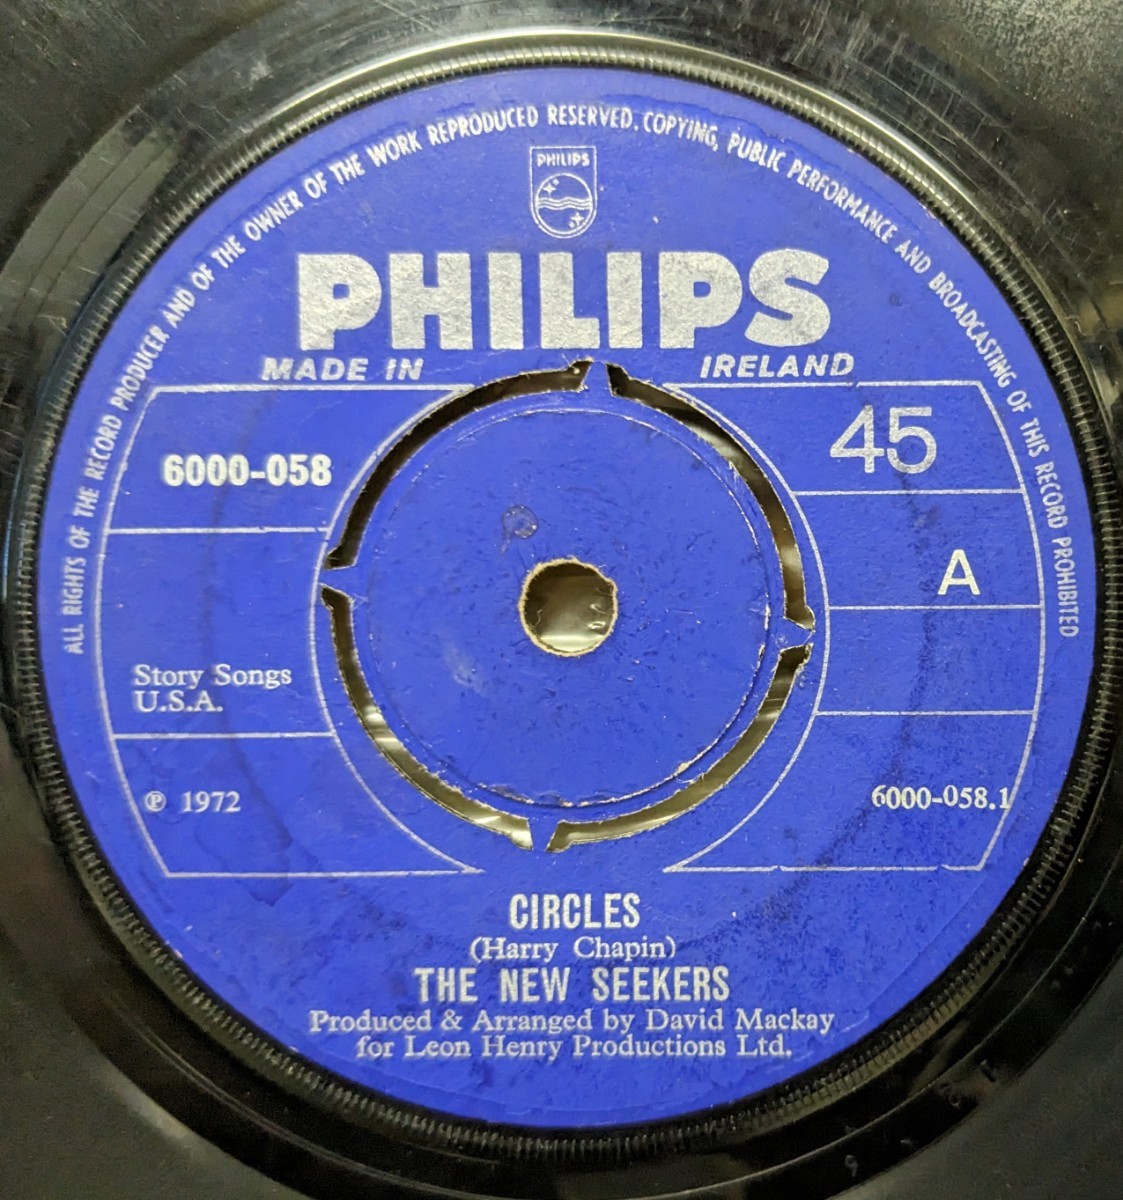 ALL RIGHTS OF THE RECORD PRODUCER AND OF THE OWNER OF THE WORK REPRODUCED RESERVED. COPYING, PUBLIC PERFORMANCE AND BROADCASTING OF THIS RECORD PROHIBITED
PHILIPS
PHILIPS
MADE IN IRELAND
6000-058
45
A
Story Songs
U.S.A.
℗ 1972
6000-058.1
CIRCLES
(Harry Chapin)
THE NEW SEEKERS
Produced & Arranged by David Mackay
for Leon Henry Productions Ltd.